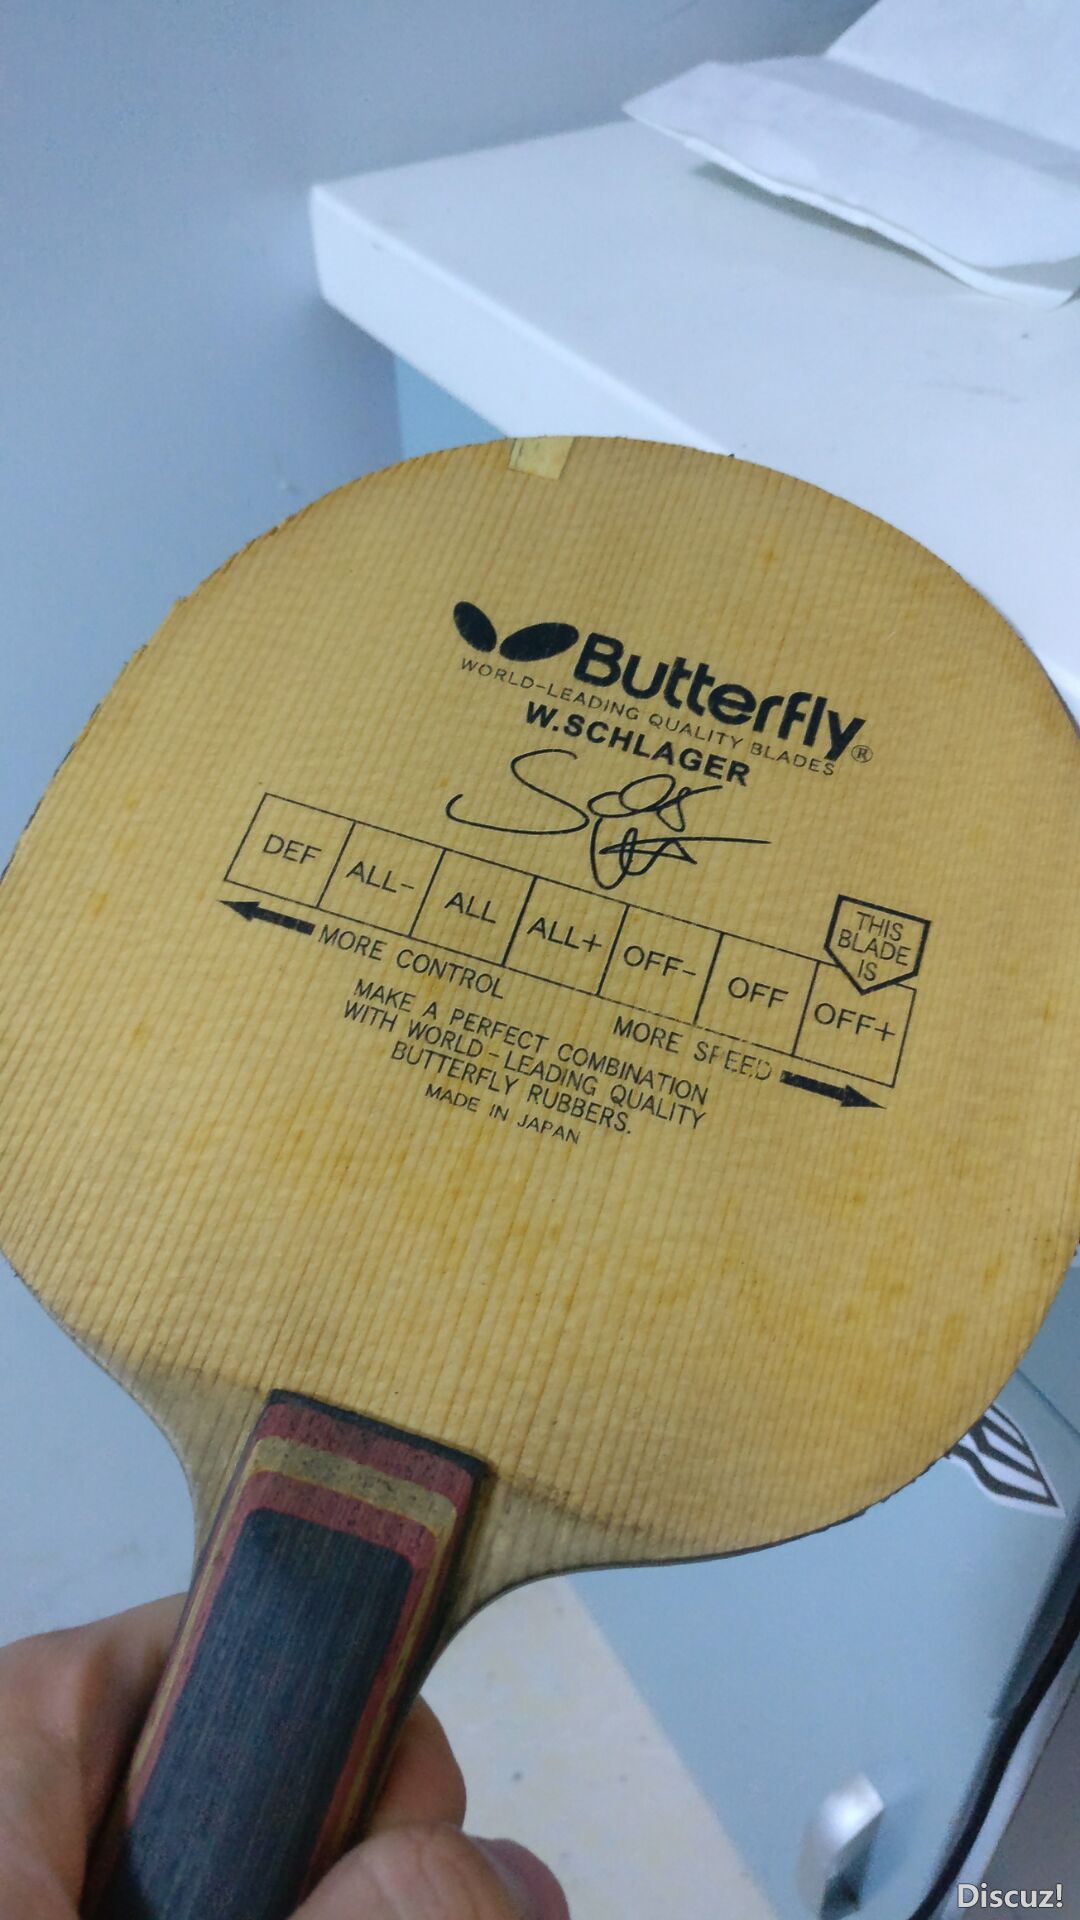 Butterfly®
WORLD-LEADING QUALITY BLADES
W.SCHLAGER
THIS
BLADE
IS
DEF ALL- ALL ALL+ OFF- OFF OFF+
MORE CONTROL
MORE SPEED
MAKE A PERFECT COMBINATION
WITH WORLD-LEADING QUALITY
BUTTERFLY RUBBERS.
MADE IN JAPAN
Discuz!